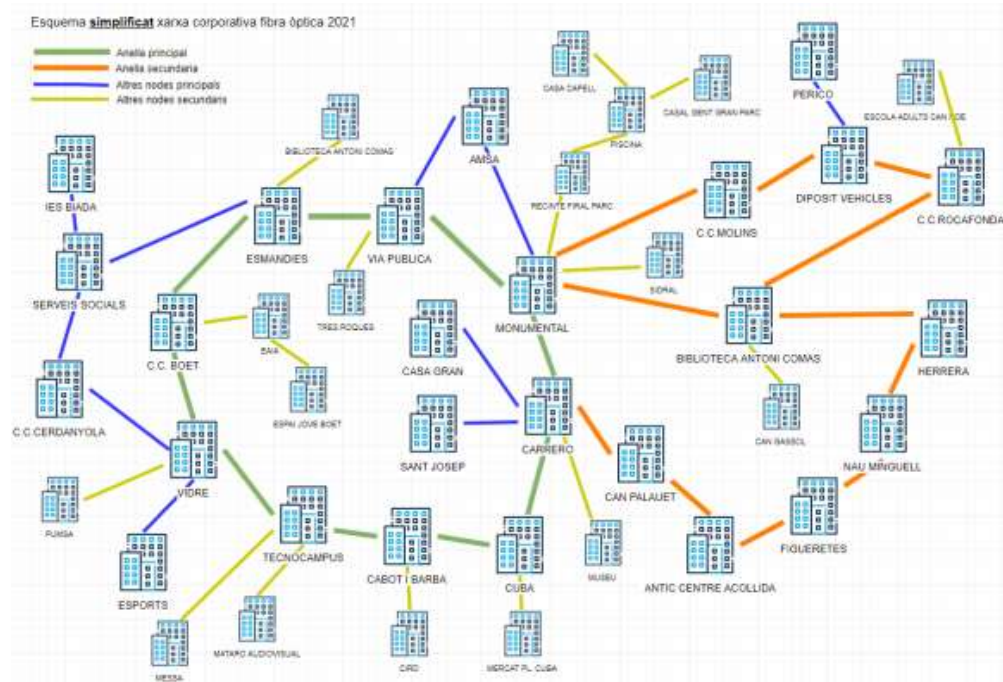 Esquema simplificat xarxa corporativa fibra òptica 2021
Anella principal
Anella secundària
Altres nodes principals
Altres nodes secundaris
CASA CAPELL
CASAL GENT GRAN PARC
PERICO
ESCOLA ADULTS CAN
BIBLIOTECA ANTONI COMAS
AMSA
PISCINA
IES BIADA
RECINTE FIRAL PARC
DIPOSIT VEHICLES
C.C ROCAFONDA
C.C MOLINS
ESMANDIES
VIA PUBLICA
SERVEIS SOCIALS
TRES ROQUES
MONUMENTAL
SIDRAL
C.C. BOET
BAIA
CASA GRAN
BIBLIOTECA ANTONI COMAS
HERRERA
C.C CERDANYOLA
ESPAI JOVE BOET
SANT JOSEP
CARRERO
CAN GASSOL
NAU MINGUELL
VIDRE
CAN PALAUET
PUMSA
TECNOCAMPUS
CABOT I BARBA
CUBA
MUSEU
ANTIC CENTRE ACOLLIDA
FIGUERETES
ESPORTS
MATARO AUDIOVISUAL
CIRO
MERCAT PL. CUBA
MESSA